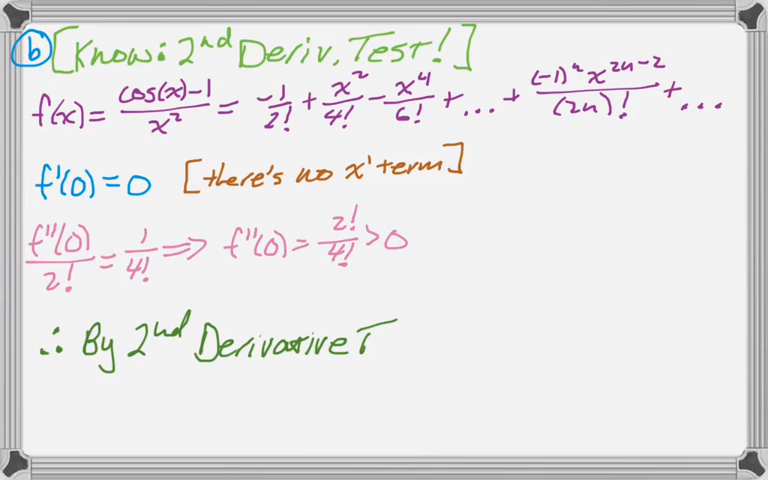 (b) [Know: 2nd Deriv. Test!]
f(x) = (cos(x)-1)/x² = -1/2! + x²/4! - x⁴/6! + ... + (-1)ⁿ x²ⁿ⁻²/(2n)! + ...
f'(0) = 0 [there's no x¹ term]
f''(0)/2! = 1/4! ⟹ f''(0) = 2!/4! > 0
∴ By 2nd Derivative T